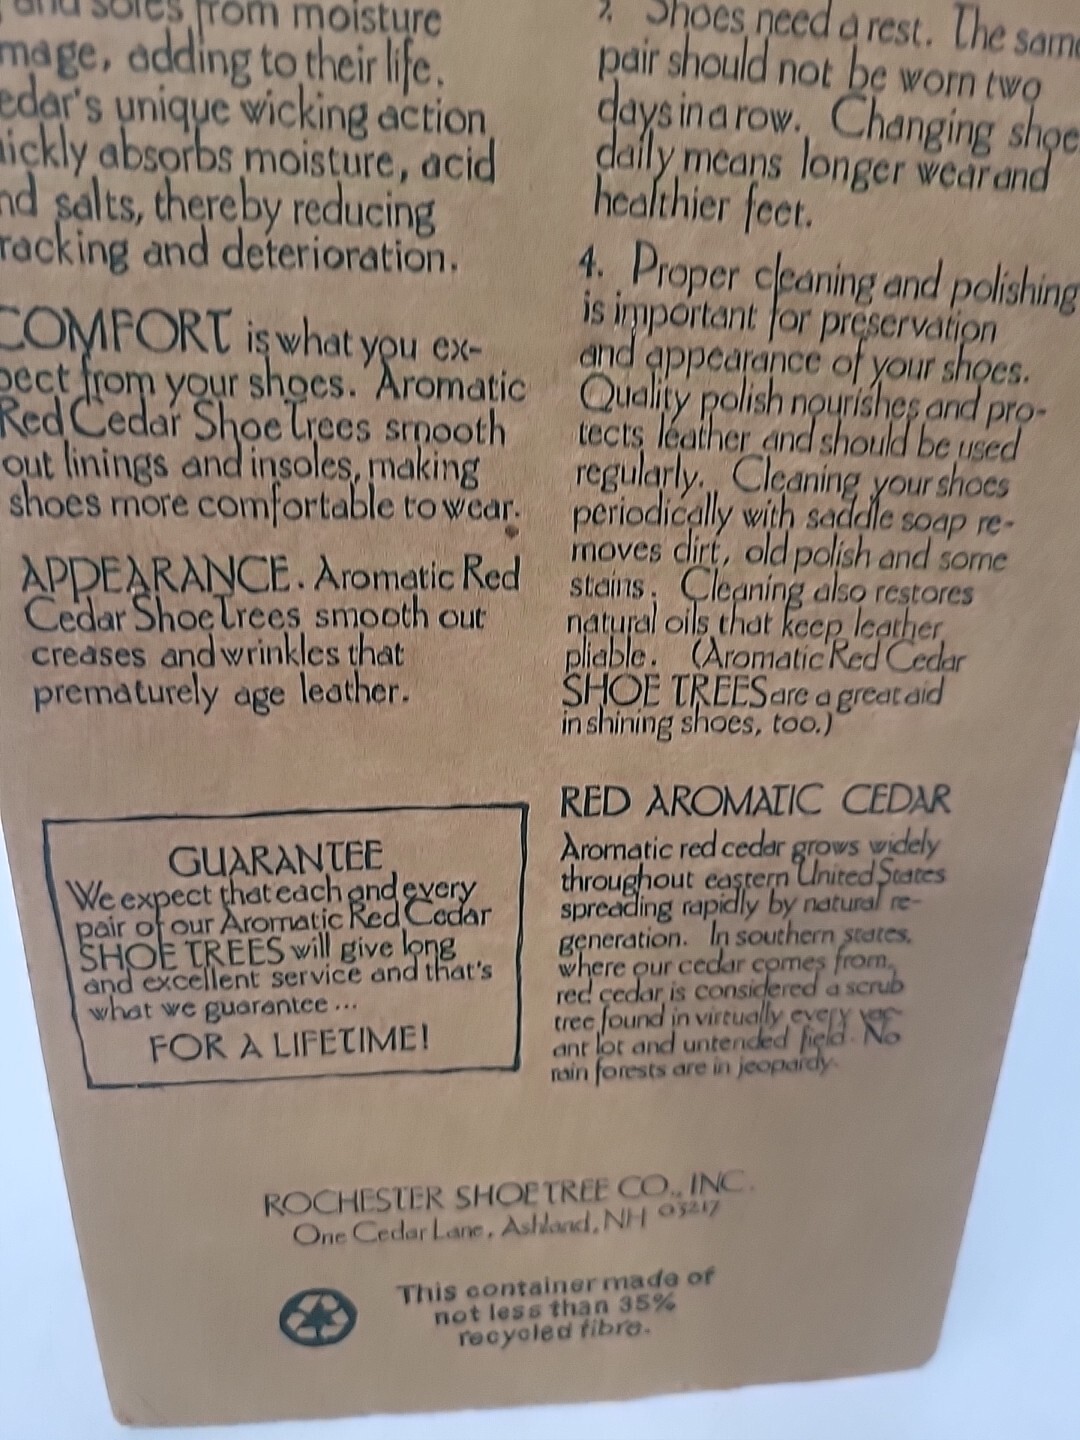 and soles from moisture
mage, adding to their life.
edar's unique wicking action
uickly absorbs moisture, acid
nd salts, thereby reducing
racking and deterioration.
COMFORT is what you ex-
pect from your shoes. Aromatic
Red Cedar Shoe Trees smooth
out linings and insoles, making
shoes more comfortable to wear.
APPEARANCE. Aromatic Red
Cedar Shoe Trees smooth out
creases and wrinkles that
prematurely age leather.
GUARANTEE
We expect that each and every
pair of our Aromatic Red Cedar
SHOE TREES will give long
and excellent service and that's
what we guarantee ...
FOR A LIFETIME!
Shoes need a rest. The same
pair should not be worn two
days in a row. Changing shoe
daily means longer wear and
healthier feet.
4. Proper cleaning and polishing
is important for preservation
and appearance of your shoes.
Quality polish nourishes and pro-
tects leather and should be used
regularly. Cleaning your shoes
periodically with saddle soap re-
moves dirt, old polish and some
stains. Cleaning also restores
natural oils that keep leather
pliable. (Aromatic Red Cedar
SHOE TREES are a great aid
in shining shoes, too.)
RED AROMATIC CEDAR
Aromatic red cedar grows widely
throughout eastern United States
spreading rapidly by natural re-
generation. In southern states,
where our cedar comes from,
red cedar is considered a scrub
tree found in virtually every vac-
ant lot and untended field. No
rain forests are in jeopardy.
ROCHESTER SHOE TREE CO., INC.
One Cedar Lane, Ashland, NH 03217
This container made of
not less than 35%
recycled fibre.